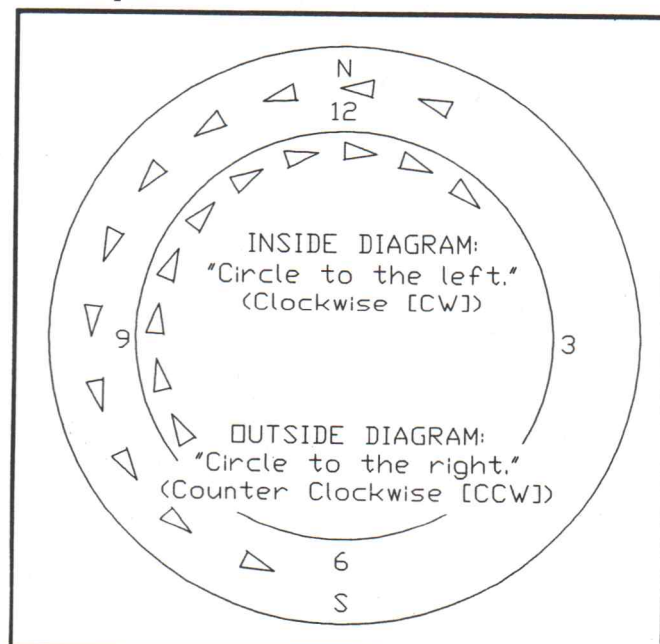 N
12
INSIDE DIAGRAM:
"Circle to the left."
(Clockwise [CW])
9
3
OUTSIDE DIAGRAM:
"Circle to the right."
(Counter Clockwise [CCW])
6
S